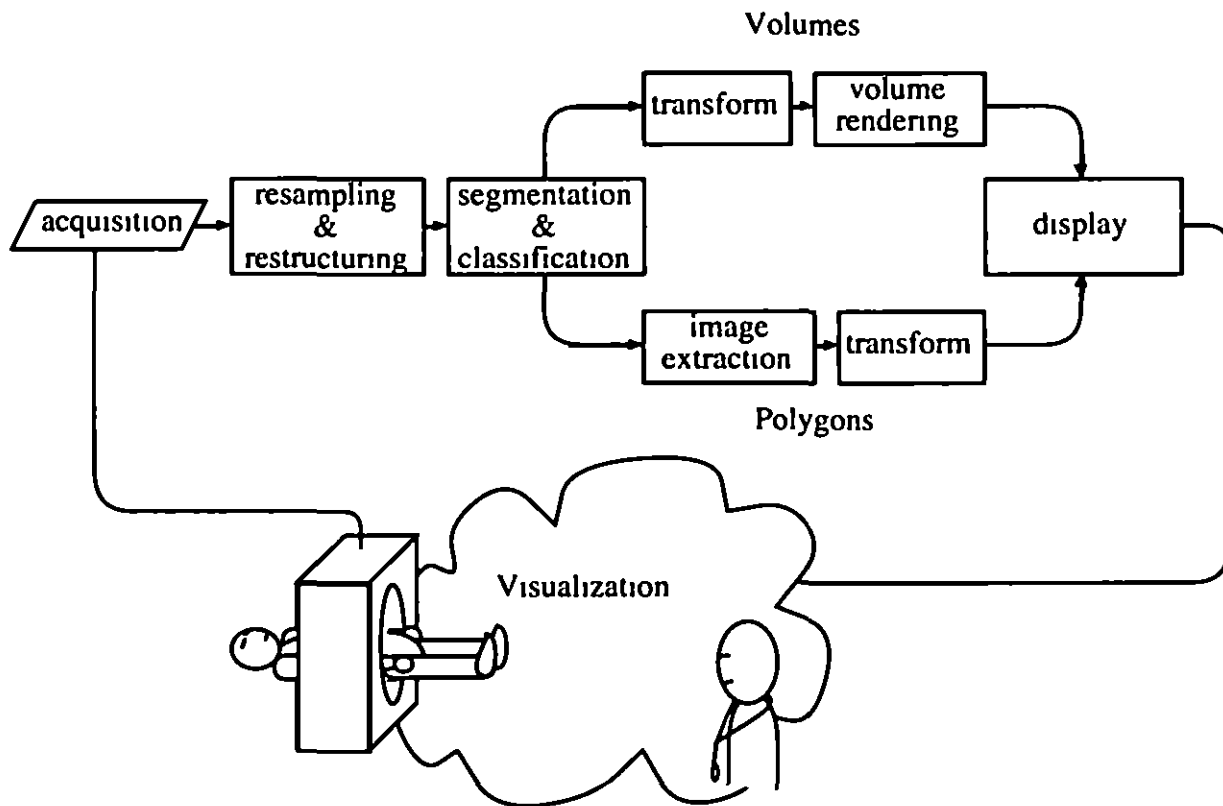 Volumes
transform
volume
rendering
acquisition
resampling
&
restructuring
segmentation
&
classification
display
image
extraction
transform
Polygons
Visualization